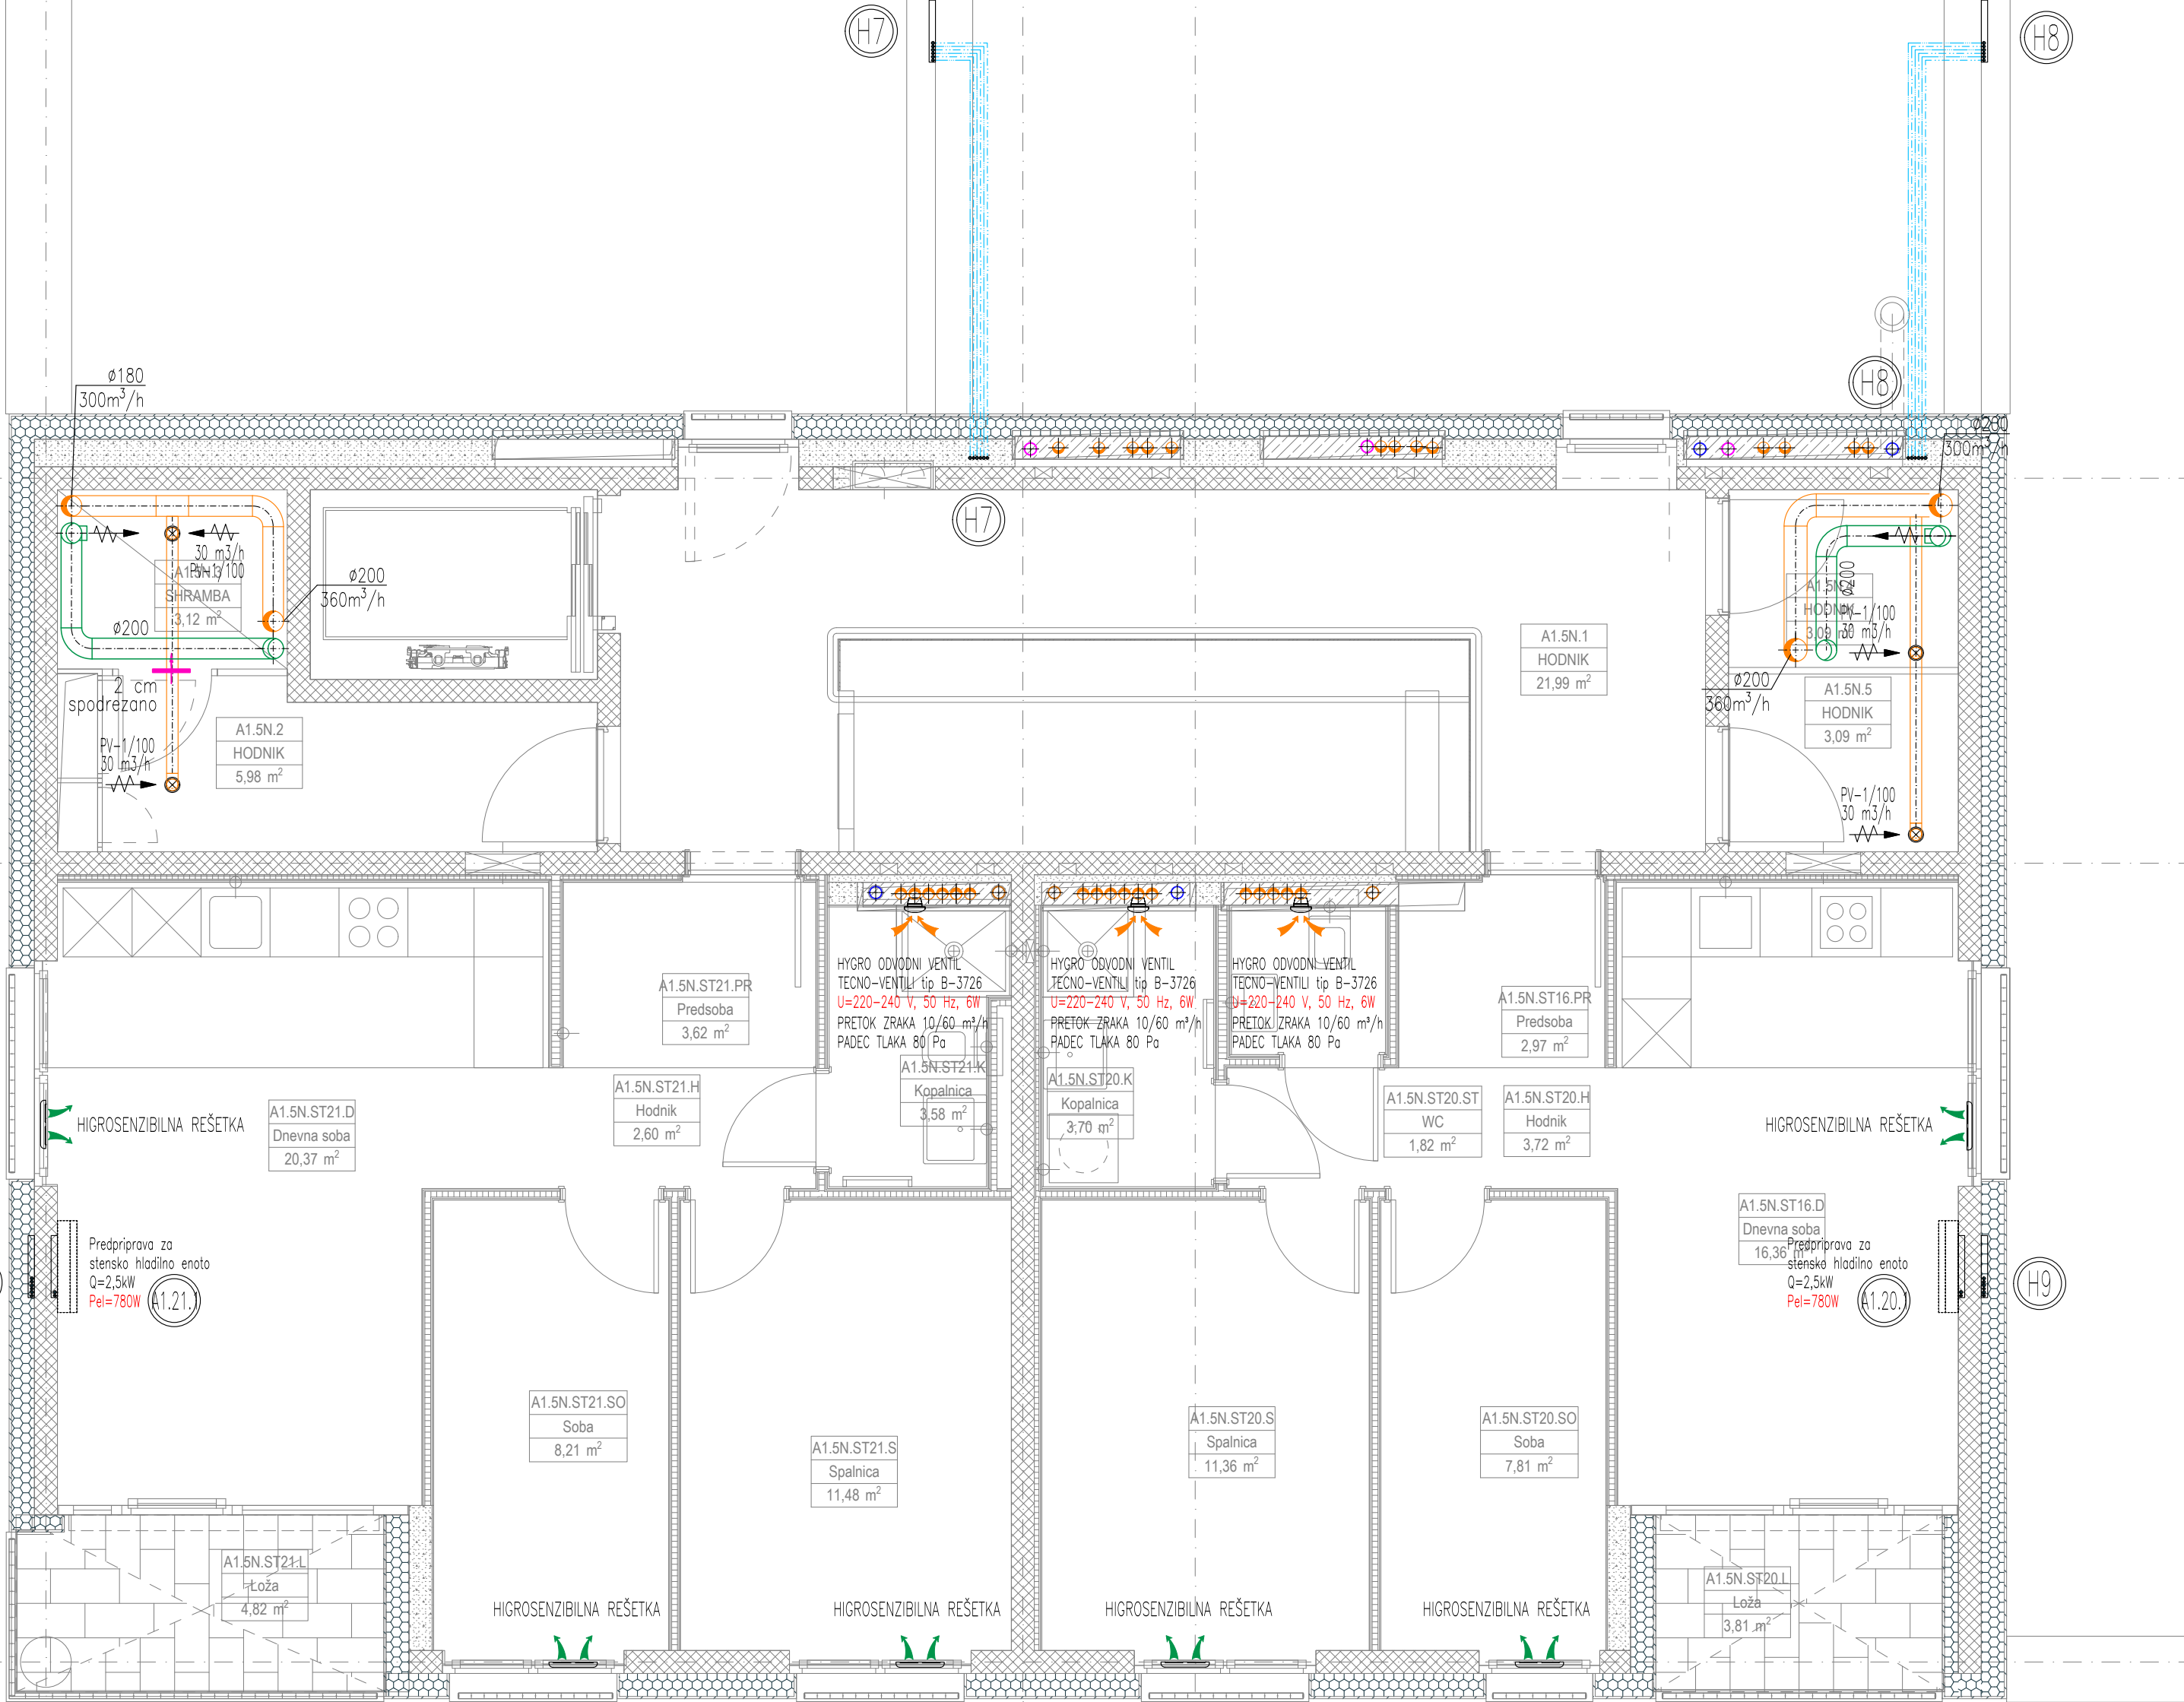 H7
H8
ø180
300m³/h
H8
300m³/h
H7
30 m3/h
PV-1/100
SHRAMBA
3,12 m²
ø200
360m³/h
ø200
2 cm
spodrezano
PV-1/100
30 m3/h
A1.5N.2
HODNIK
5,98 m²
A1.5N.1
HODNIK
21,99 m²
ø200
HODNIK
3,09 m²
PV-1/100
30 m3/h
ø200
360m³/h
A1.5N.5
HODNIK
3,09 m²
PV-1/100
30 m3/h
HYGRO ODVODNI VENTIL
TECNO-VENTILI tip B-3726
U=220-240 V, 50 Hz, 6W
PRETOK ZRAKA 10/60 m³/h
PADEC TLAKA 80 Pa
HYGRO ODVODNI VENTIL
TECNO-VENTILI tip B-3726
U=220-240 V, 50 Hz, 6W
PRETOK ZRAKA 10/60 m³/h
PADEC TLAKA 80 Pa
HYGRO ODVODNI VENTIL
TECNO-VENTILI tip B-3726
U=220-240 V, 50 Hz, 6W
PRETOK ZRAKA 10/60 m³/h
PADEC TLAKA 80 Pa
A1.5N.ST21.PR
Predsoba
3,62 m²
A1.5N.ST16.PR
Predsoba
2,97 m²
A1.5N.ST21.K
Kopalnica
3,58 m²
A1.5N.ST20.K
Kopalnica
3,70 m²
A1.5N.ST21.H
Hodnik
2,60 m²
A1.5N.ST20.ST
WC
1,82 m²
A1.5N.ST20.H
Hodnik
3,72 m²
HIGROSENZIBILNA REŠETKA
A1.5N.ST21.D
Dnevna soba
20,37 m²
HIGROSENZIBILNA REŠETKA
A1.5N.ST16.D
Dnevna soba
16,36 m²
Predpriprava za
stensko hladilno enoto
Q=2,5kW
Pel=780W
A1.21.1
Predpriprava za
stensko hladilno enoto
Q=2,5kW
Pel=780W
A1.20.1
H9
A1.5N.ST21.SO
Soba
8,21 m²
A1.5N.ST21.S
Spalnica
11,48 m²
A1.5N.ST20.S
Spalnica
11,36 m²
A1.5N.ST20.SO
Soba
7,81 m²
A1.5N.ST21.L
Loža
4,82 m²
A1.5N.ST20.L
Loža
3,81 m²
HIGROSENZIBILNA REŠETKA
HIGROSENZIBILNA REŠETKA
HIGROSENZIBILNA REŠETKA
HIGROSENZIBILNA REŠETKA